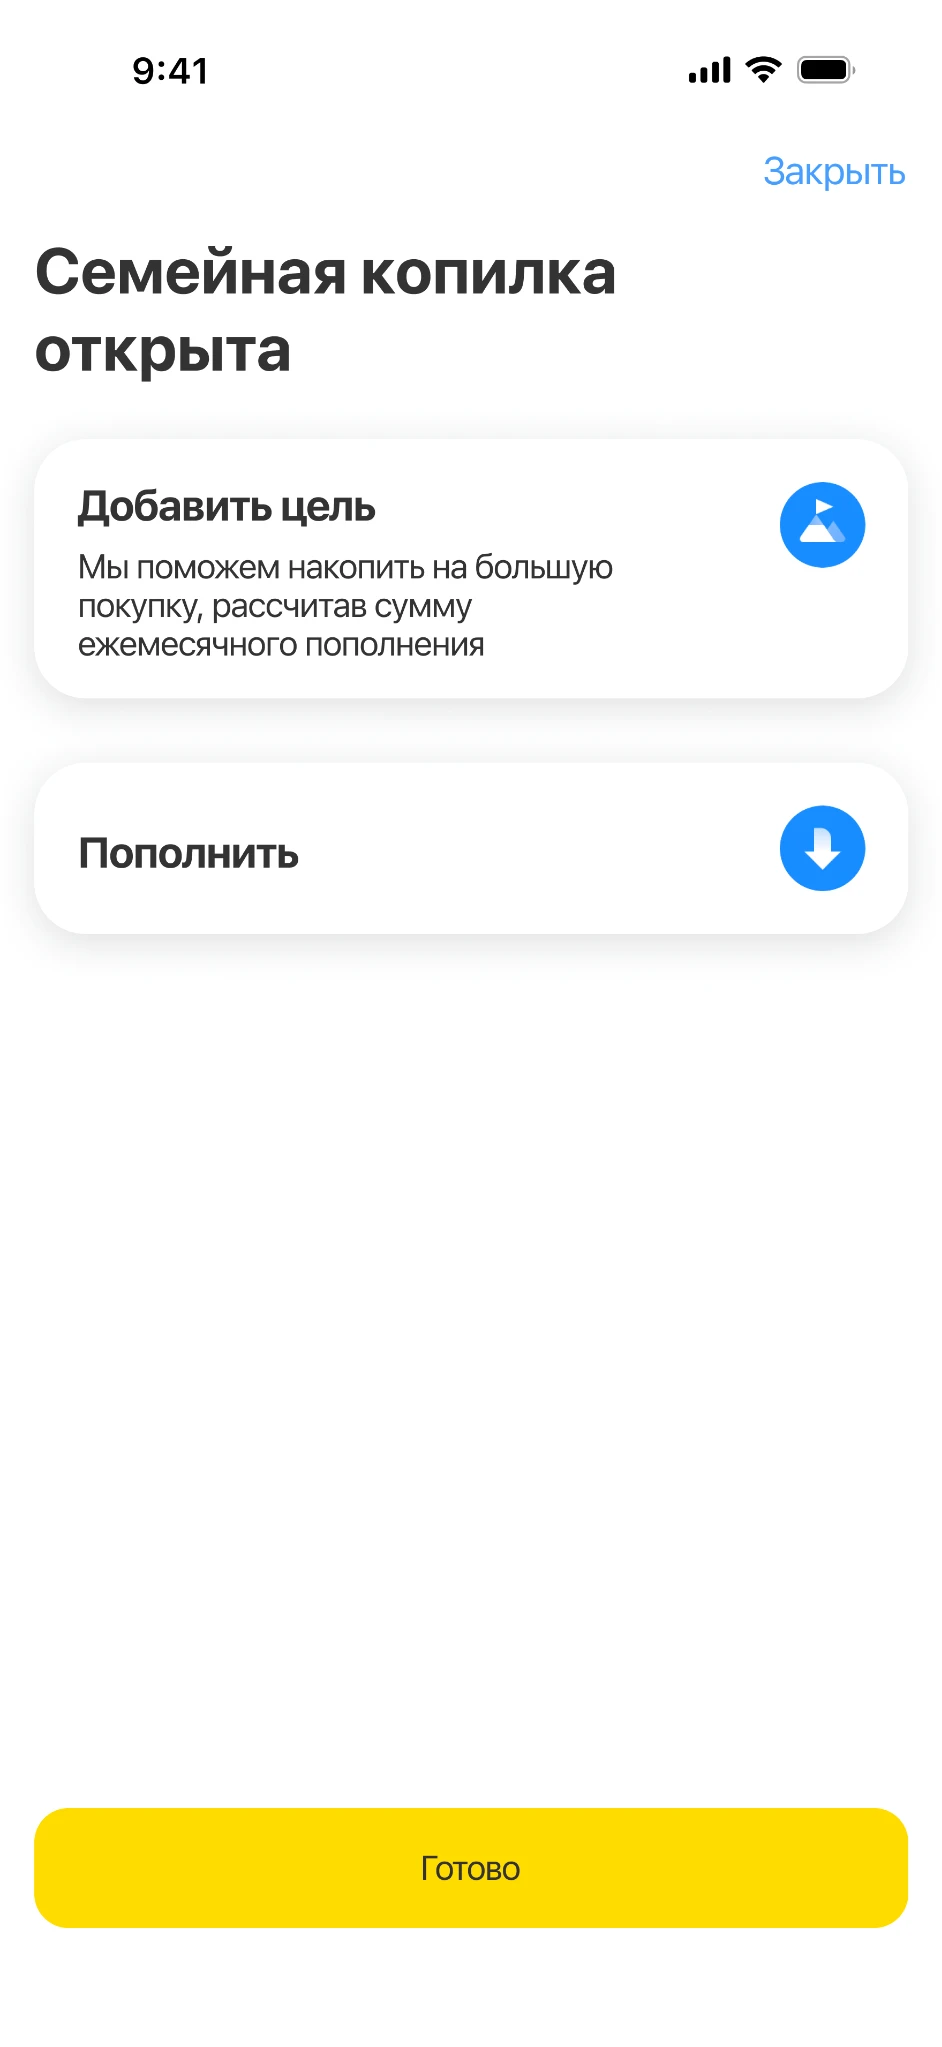 9:41
Закрыть
Семейная копилка
открыта
Добавить цель
Мы поможем накопить на большую
покупку, рассчитав сумму
ежемесячного пополнения
Пополнить
Готово